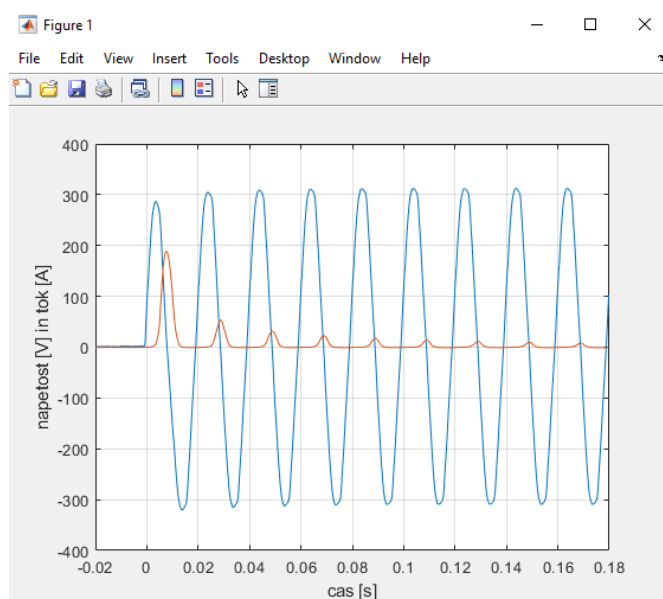 Figure 1
File Edit View Insert Tools Desktop Window Help
400
300
200
100
0
-100
-200
-300
-400
napetost [V] in tok [A]
-0.02 0 0.02 0.04 0.06 0.08 0.1 0.12 0.14 0.16 0.18
cas [s]